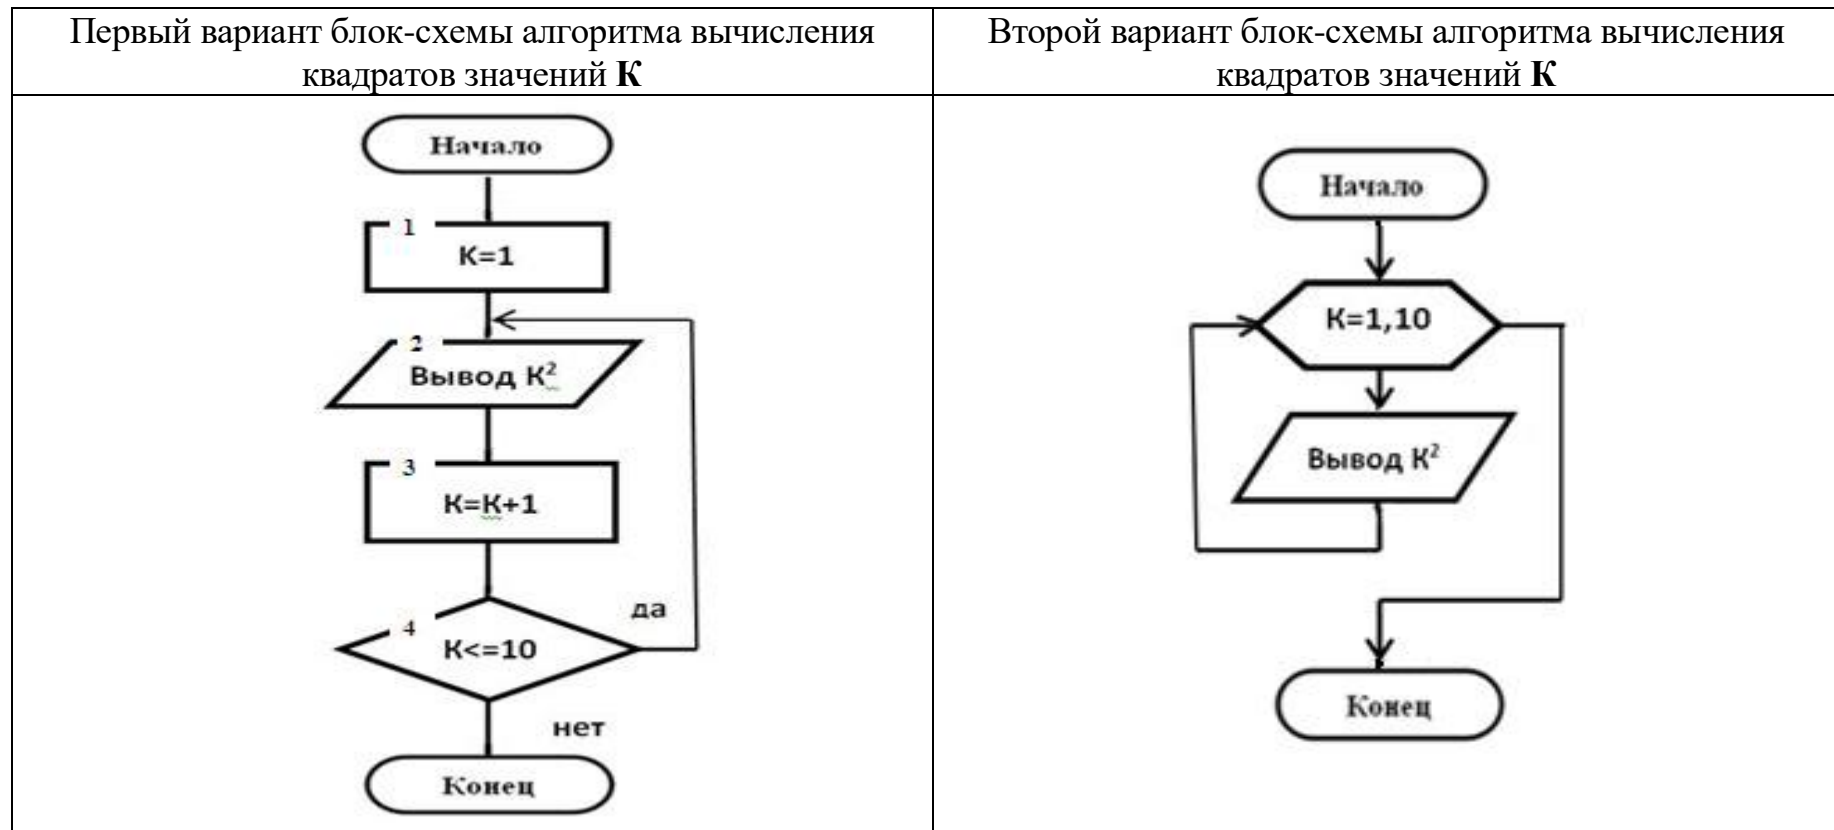 Первый вариант блок-схемы алгоритма вычисления
квадратов значений К
Второй вариант блок-схемы алгоритма вычисления
квадратов значений К
Начало
1
К=1
2
Вывод К²
3
К=К+1
4
К<=10
да
нет
Конец
Начало
К=1,10
Вывод К²
Конец